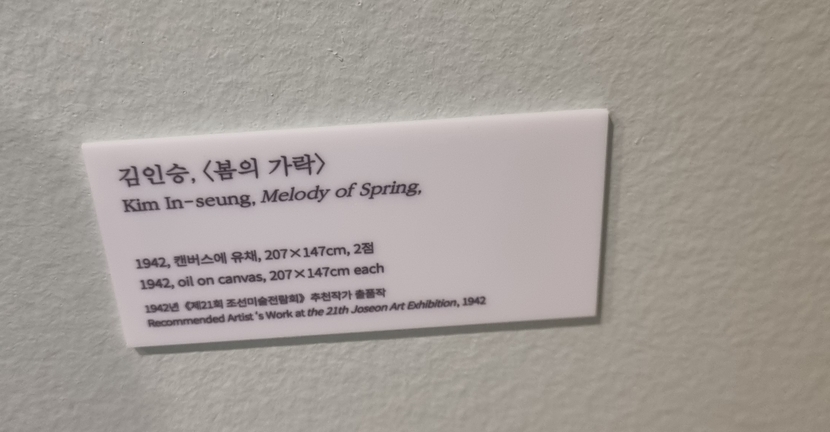 김인승, 〈봄의 가락〉
Kim In-seung, Melody of Spring,
1942, 캔버스에 유채, 207×147cm, 2점
1942, oil on canvas, 207×147cm each
1942년 《제21회 조선미술전람회》 추천작가 출품작
Recommended Artist's Work at the 21th Joseon Art Exhibition, 1942